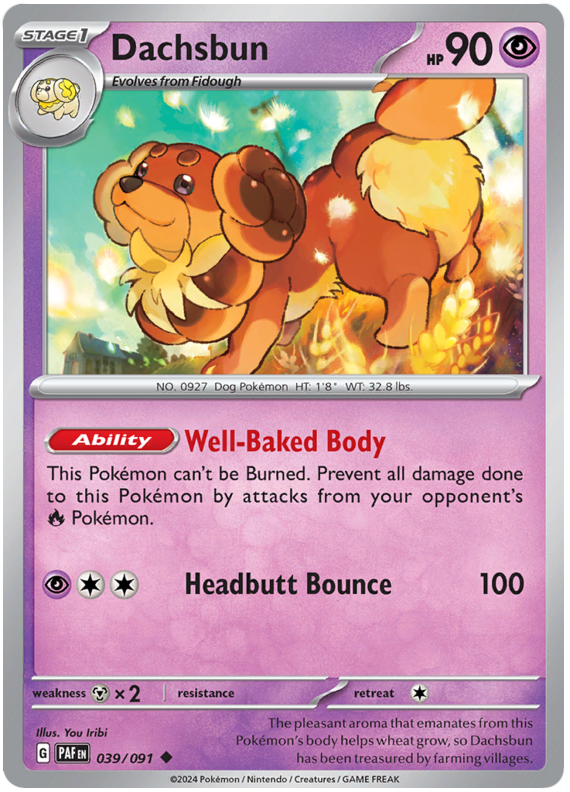 STAGE1
Dachsbun
HP 90
Evolves from Fidough
NO. 0927 Dog Pokémon HT: 1'8" WT: 32.8 lbs.
Ability Well-Baked Body
This Pokémon can't be Burned. Prevent all damage done
to this Pokémon by attacks from your opponent's
Pokémon.
Headbutt Bounce 100
weakness ×2 resistance retreat
Illus. You Iribi
G PAF EN 039/091
The pleasant aroma that emanates from this
Pokémon's body helps wheat grow, so Dachsbun
has been treasured by farming villages.
©2024 Pokémon / Nintendo / Creatures / GAME FREAK